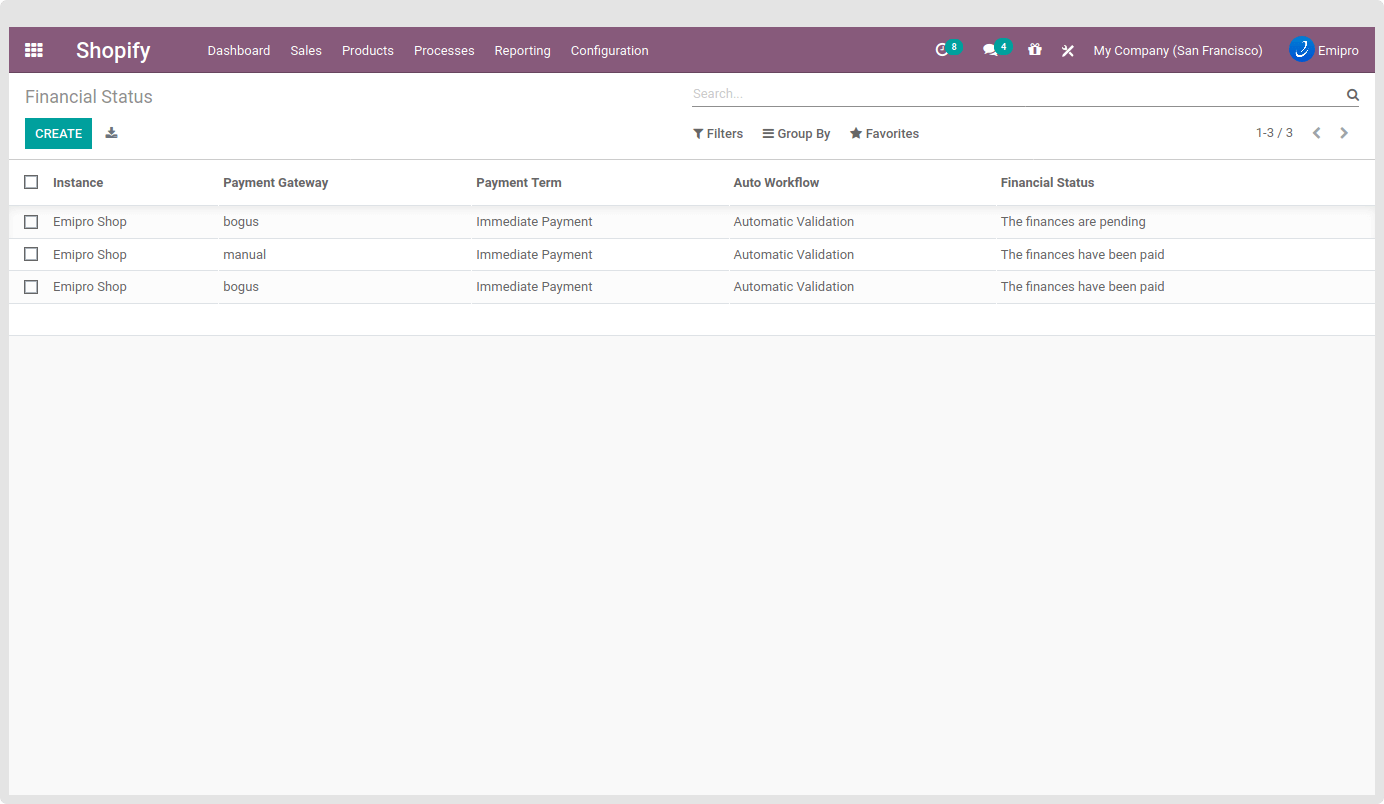 Shopify Dashboard Sales Products Processes Reporting Configuration 8 4 My Company (San Francisco) Emipro
Financial Status Search...
CREATE Filters Group By Favorites 1-3 / 3
Instance Payment Gateway Payment Term Auto Workflow Financial Status
Emipro Shop bogus Immediate Payment Automatic Validation The finances are pending
Emipro Shop manual Immediate Payment Automatic Validation The finances have been paid
Emipro Shop bogus Immediate Payment Automatic Validation The finances have been paid